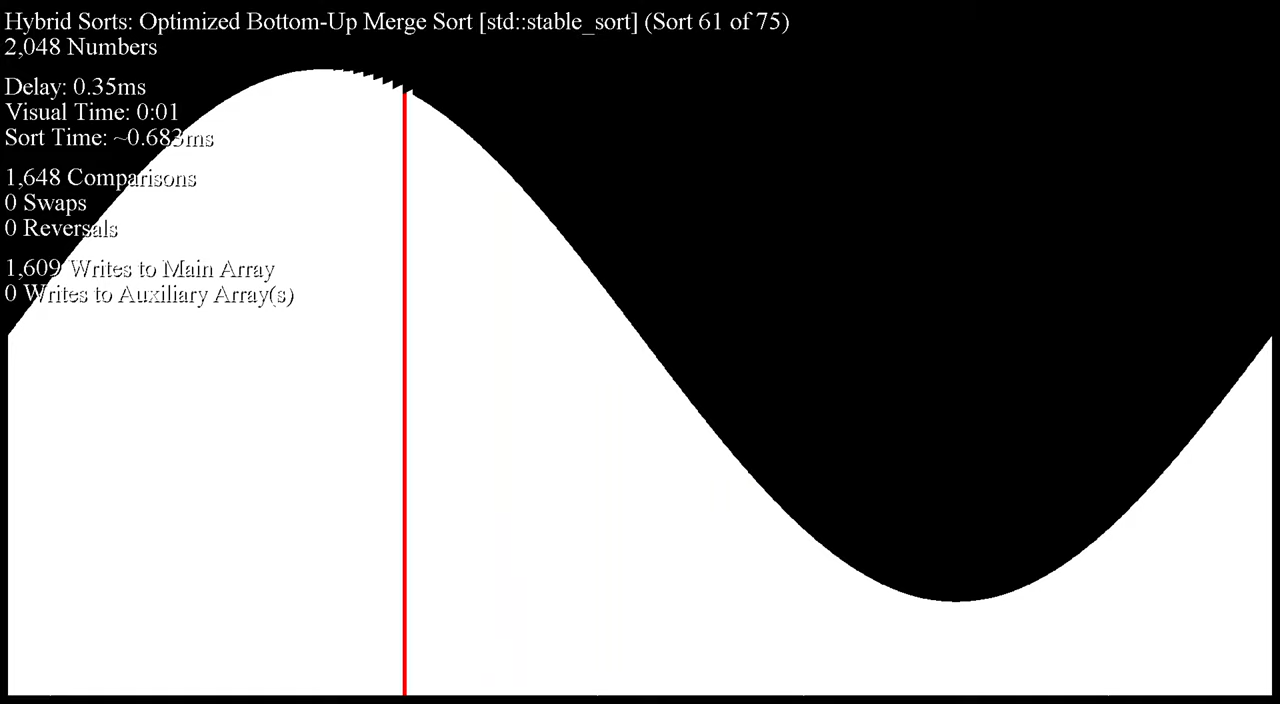 Hybrid Sorts: Optimized Bottom-Up Merge Sort [std::stable_sort] (Sort 61 of 75)
2,048 Numbers
Delay: 0.35ms
Visual Time: 0:01
Sort Time: ~0.683ms
1,648 Comparisons
0 Swaps
0 Reversals
1,609 Writes to Main Array
0 Writes to Auxiliary Array(s)